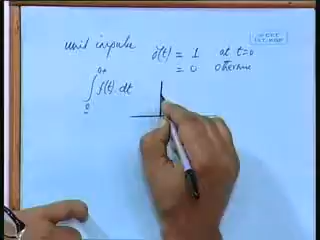 unit impulse δ(t) = 1 at t=0
= 0 otherwise
0+
∫ f(t). dt
0